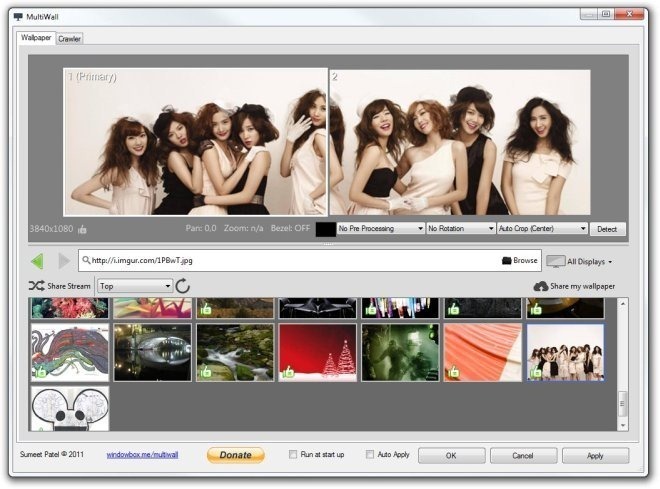 MultiWall
Wallpaper Crawler
1 (Primary) 2
3840x1080 Pan: 0,0 Zoom: n/a Bezel: OFF No Pre Processing No Rotation Auto Crop (Center) Detect
http://i.imgur.com/1PBwT.jpg Browse All Displays
Share Stream Top Share my wallpaper
Sumeet Patel © 2011 windowbox.me/multiwall Donate Run at start up Auto Apply OK Cancel Apply